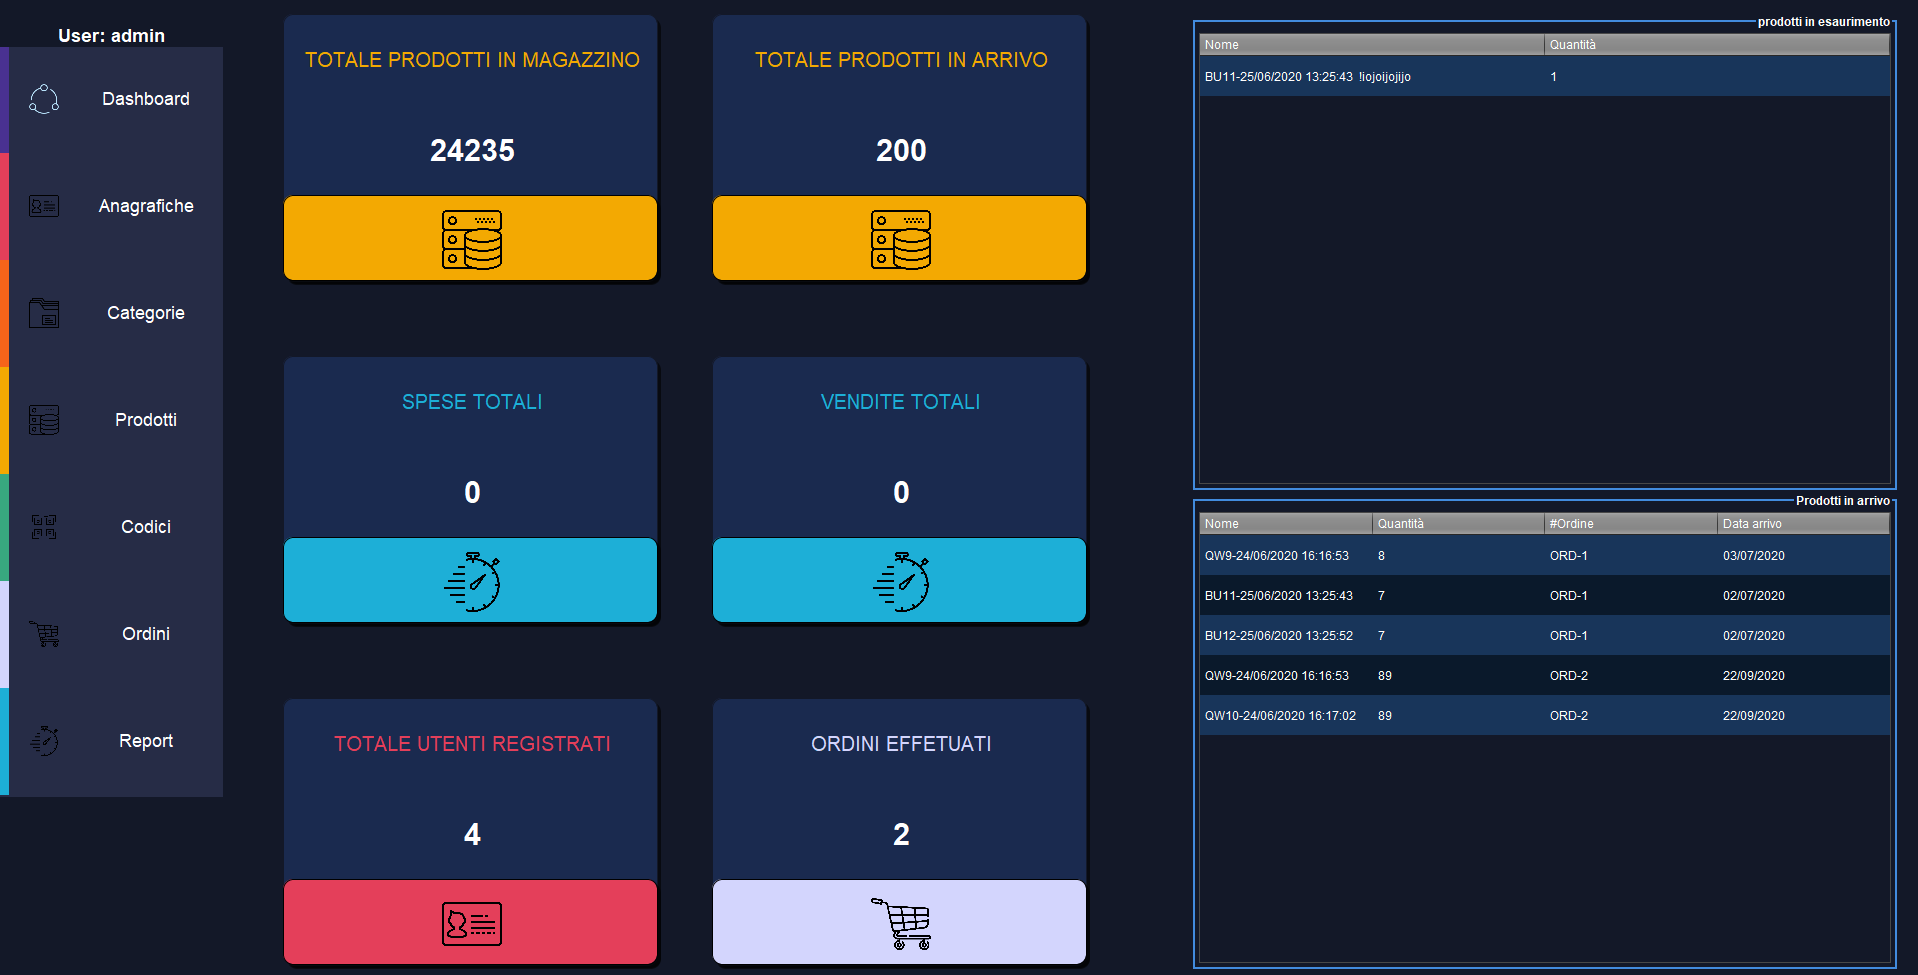 User: admin
Dashboard
Anagrafiche
Categorie
Prodotti
Codici
Ordini
Report
TOTALE PRODOTTI IN MAGAZZINO
24235
TOTALE PRODOTTI IN ARRIVO
200
SPESE TOTALI
0
VENDITE TOTALI
0
TOTALE UTENTI REGISTRATI
4
ORDINI EFFETUATI
2
prodotti in esaurimento
Nome Quantità
BU11-25/06/2020 13:25:43 !iojoijojijo 1
Prodotti in arrivo
Nome Quantità #Ordine Data arrivo
QW9-24/06/2020 16:16:53 8 ORD-1 03/07/2020
BU11-25/06/2020 13:25:43 7 ORD-1 02/07/2020
BU12-25/06/2020 13:25:52 7 ORD-1 02/07/2020
QW9-24/06/2020 16:16:53 89 ORD-2 22/09/2020
QW10-24/06/2020 16:17:02 89 ORD-2 22/09/2020